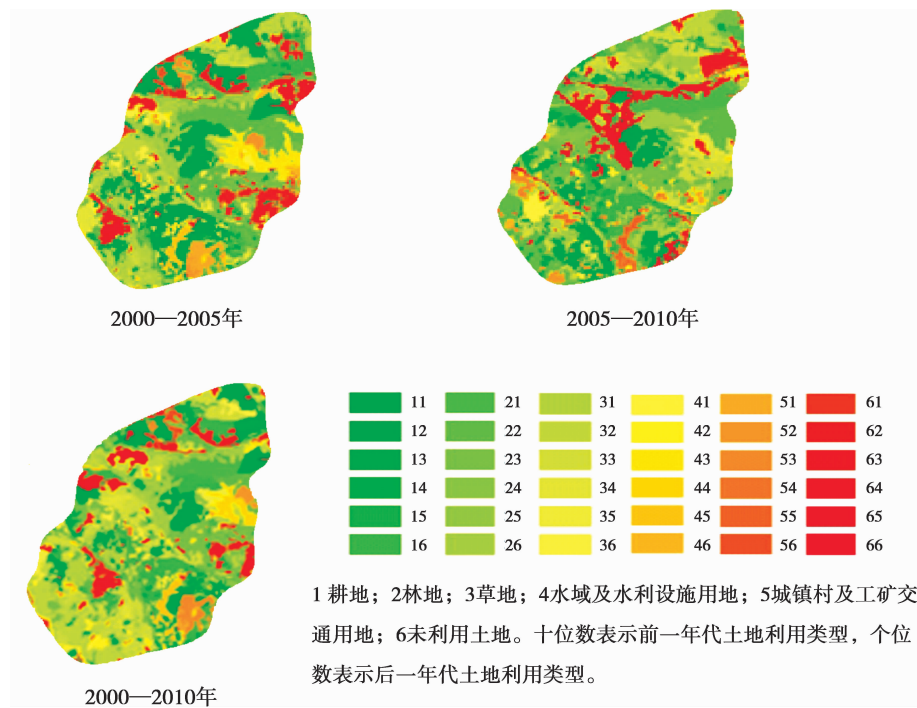 2000—2005年
2005—2010年
2000—2010年
11 21 31 41 51 61
12 22 32 42 52 62
13 23 33 43 53 63
14 24 34 44 54 64
15 25 35 45 55 65
16 26 36 46 56 66
1 耕地；2林地；3草地；4水域及水利设施用地；5城镇村及工矿交
通用地；6未利用土地。十位数表示前一年代土地利用类型，个位
数表示后一年代土地利用类型。